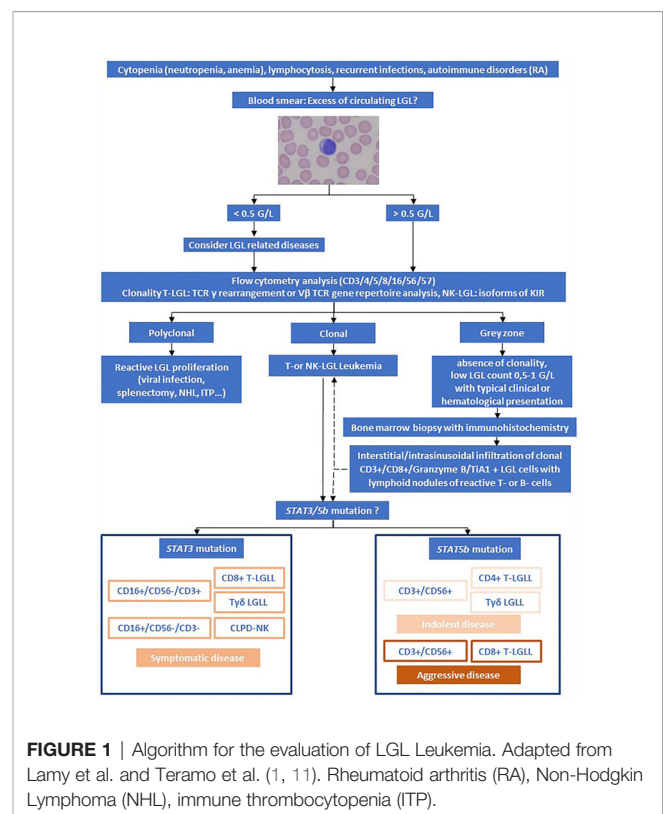 Cytopenia (neutropenia, anemia), lymphocytosis, recurrent infections, autoimmune disorders (RA)
Blood smear: Excess of circulating LGL?
< 0.5 G/L
> 0.5 G/L
Consider LGL related diseases
Flow cytometry analysis (CD3/4/5/8/16/56/57)
Clonality T-LGL: TCR γ rearrangement or Vβ TCR gene repertoire analysis, NK-LGL: isoforms of KIR
Polyclonal
Clonal
Grey zone
Reactive LGL proliferation
(viral infection,
splenectomy, NHL, ITP...)
T-or NK-LGL Leukemia
absence of clonality,
low LGL count 0,5-1 G/L
with typical clinical or
hematological presentation
Bone marrow biopsy with immunohistochemistry
Interstitial/intrasinusoidal infiltration of clonal
CD3+/CD8+/Granzyme B/TiA1 + LGL cells with
lymphoid nodules of reactive T- or B- cells
STAT3/5b mutation ?
STAT3 mutation
CD16+/CD56-/CD3+
CD8+ T-LGLL
Tγδ LGLL
CD16+/CD56-/CD3-
CLPD-NK
Symptomatic disease
STAT5b mutation
CD3+/CD56+
CD4+ T-LGLL
Tγδ LGLL
Indolent disease
CD3+/CD56+
CD8+ T-LGLL
Aggressive disease
FIGURE 1 | Algorithm for the evaluation of LGL Leukemia. Adapted from
Lamy et al. and Teramo et al. (1, 11). Rheumatoid arthritis (RA), Non-Hodgkin
Lymphoma (NHL), immune thrombocytopenia (ITP).